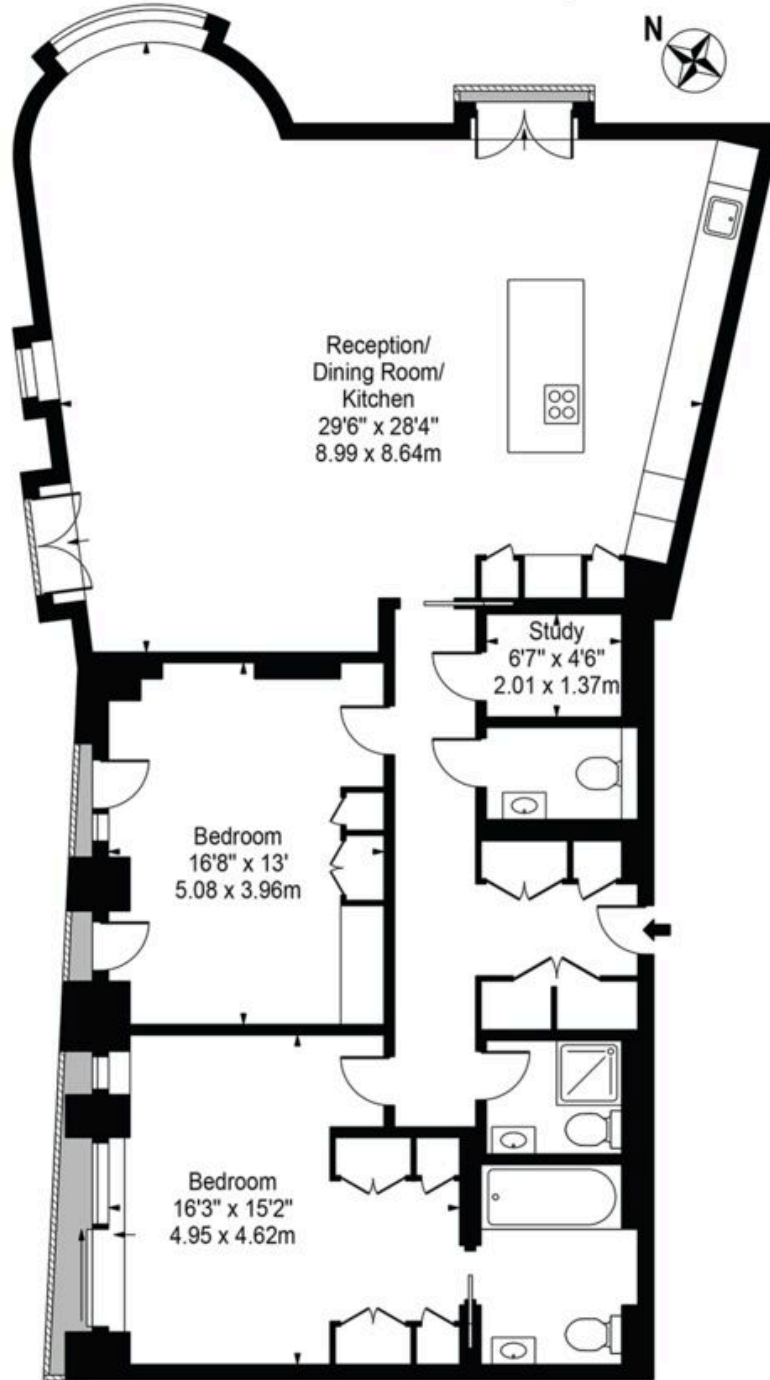 N
Reception/
Dining Room/
Kitchen
29'6" x 28'4"
8.99 x 8.64m
Study
6'7" x 4'6"
2.01 x 1.37m
Bedroom
16'8" x 13'
5.08 x 3.96m
Bedroom
16'3" x 15'2"
4.95 x 4.62m